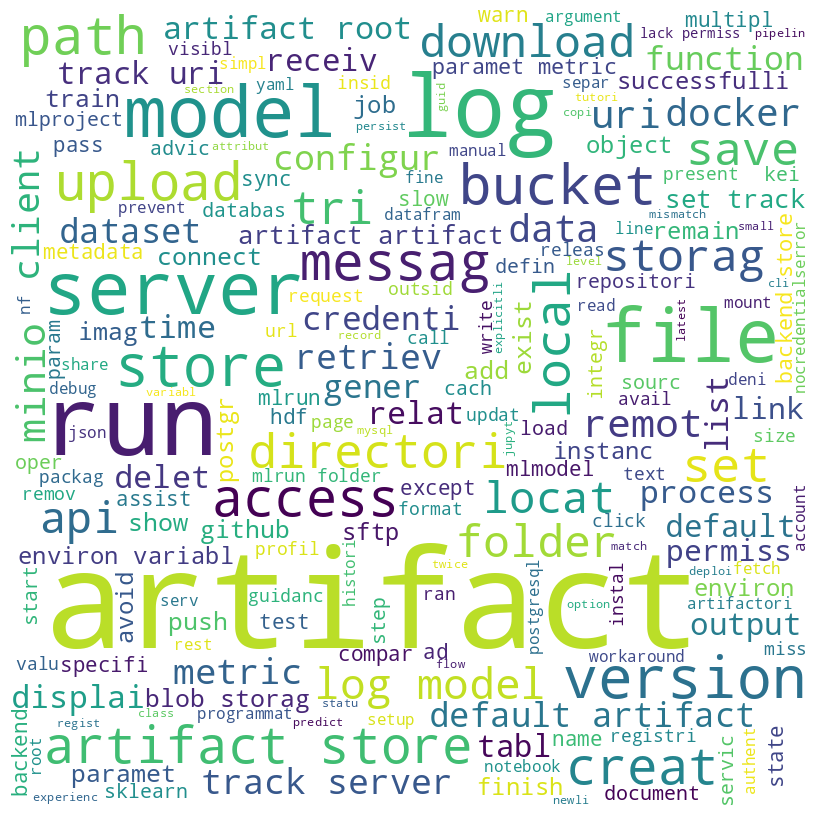 path
artifact root
warn
argument
multipl
lack permiss
pipelin
visibl
receiv
download
function
track uri
simpl
yaml
insid
paramet metric
separ
successfulli
train
section
model
log
guid
job
uri
docker
mlproject
persist
copi
tutori
pass
advic
attribut
configur
manual
object
save
upload
sync
fine
present
kei
client
prevent
databas
tri
slow
bucket
set track
dataset
artifact artifact
datafram
data
line
mismatch
remain
small
metadata
connect
messag
releas
storag
level
cli
backend store
nocredentialserror
server
request
outsid
defin
repositori
nf
minio
param
imag
time
url
credenti
write
explicitli
exist
local
read
mount
latest
file
share
store
record
call
retriev
add
integr
sourc
deni
debug
variabl
mlrun
gener
cach
avail
list
link
run
json
postgr
hdf
page
mysql
relat
updat
load
remot
size
oper
directori
jupyt
instanc
packag
delet
mlrun folder
except
mlmodel
text
set
remov
assist
access
format
locat
process
account
api
show
github
sftp
click
default
folder
permiss
environ variabl
profil
histori
match
start
artifact
twice
deploi
fetch
avoid
serv
guidanc
step
ran
postgresql
option
instal
environ
artifactori
push
test
rest
output
valu
specifi
compar
ad
workaround
miss
metric
flow
version
displai
blob storag
log model
statu
backend
root
class
programmat
predict
setup
default artifact
regist
name
registri
artifact store
tabl
creat
servic
authent
state
paramet
track server
notebook
finish
document
experienc
sklearn
newli